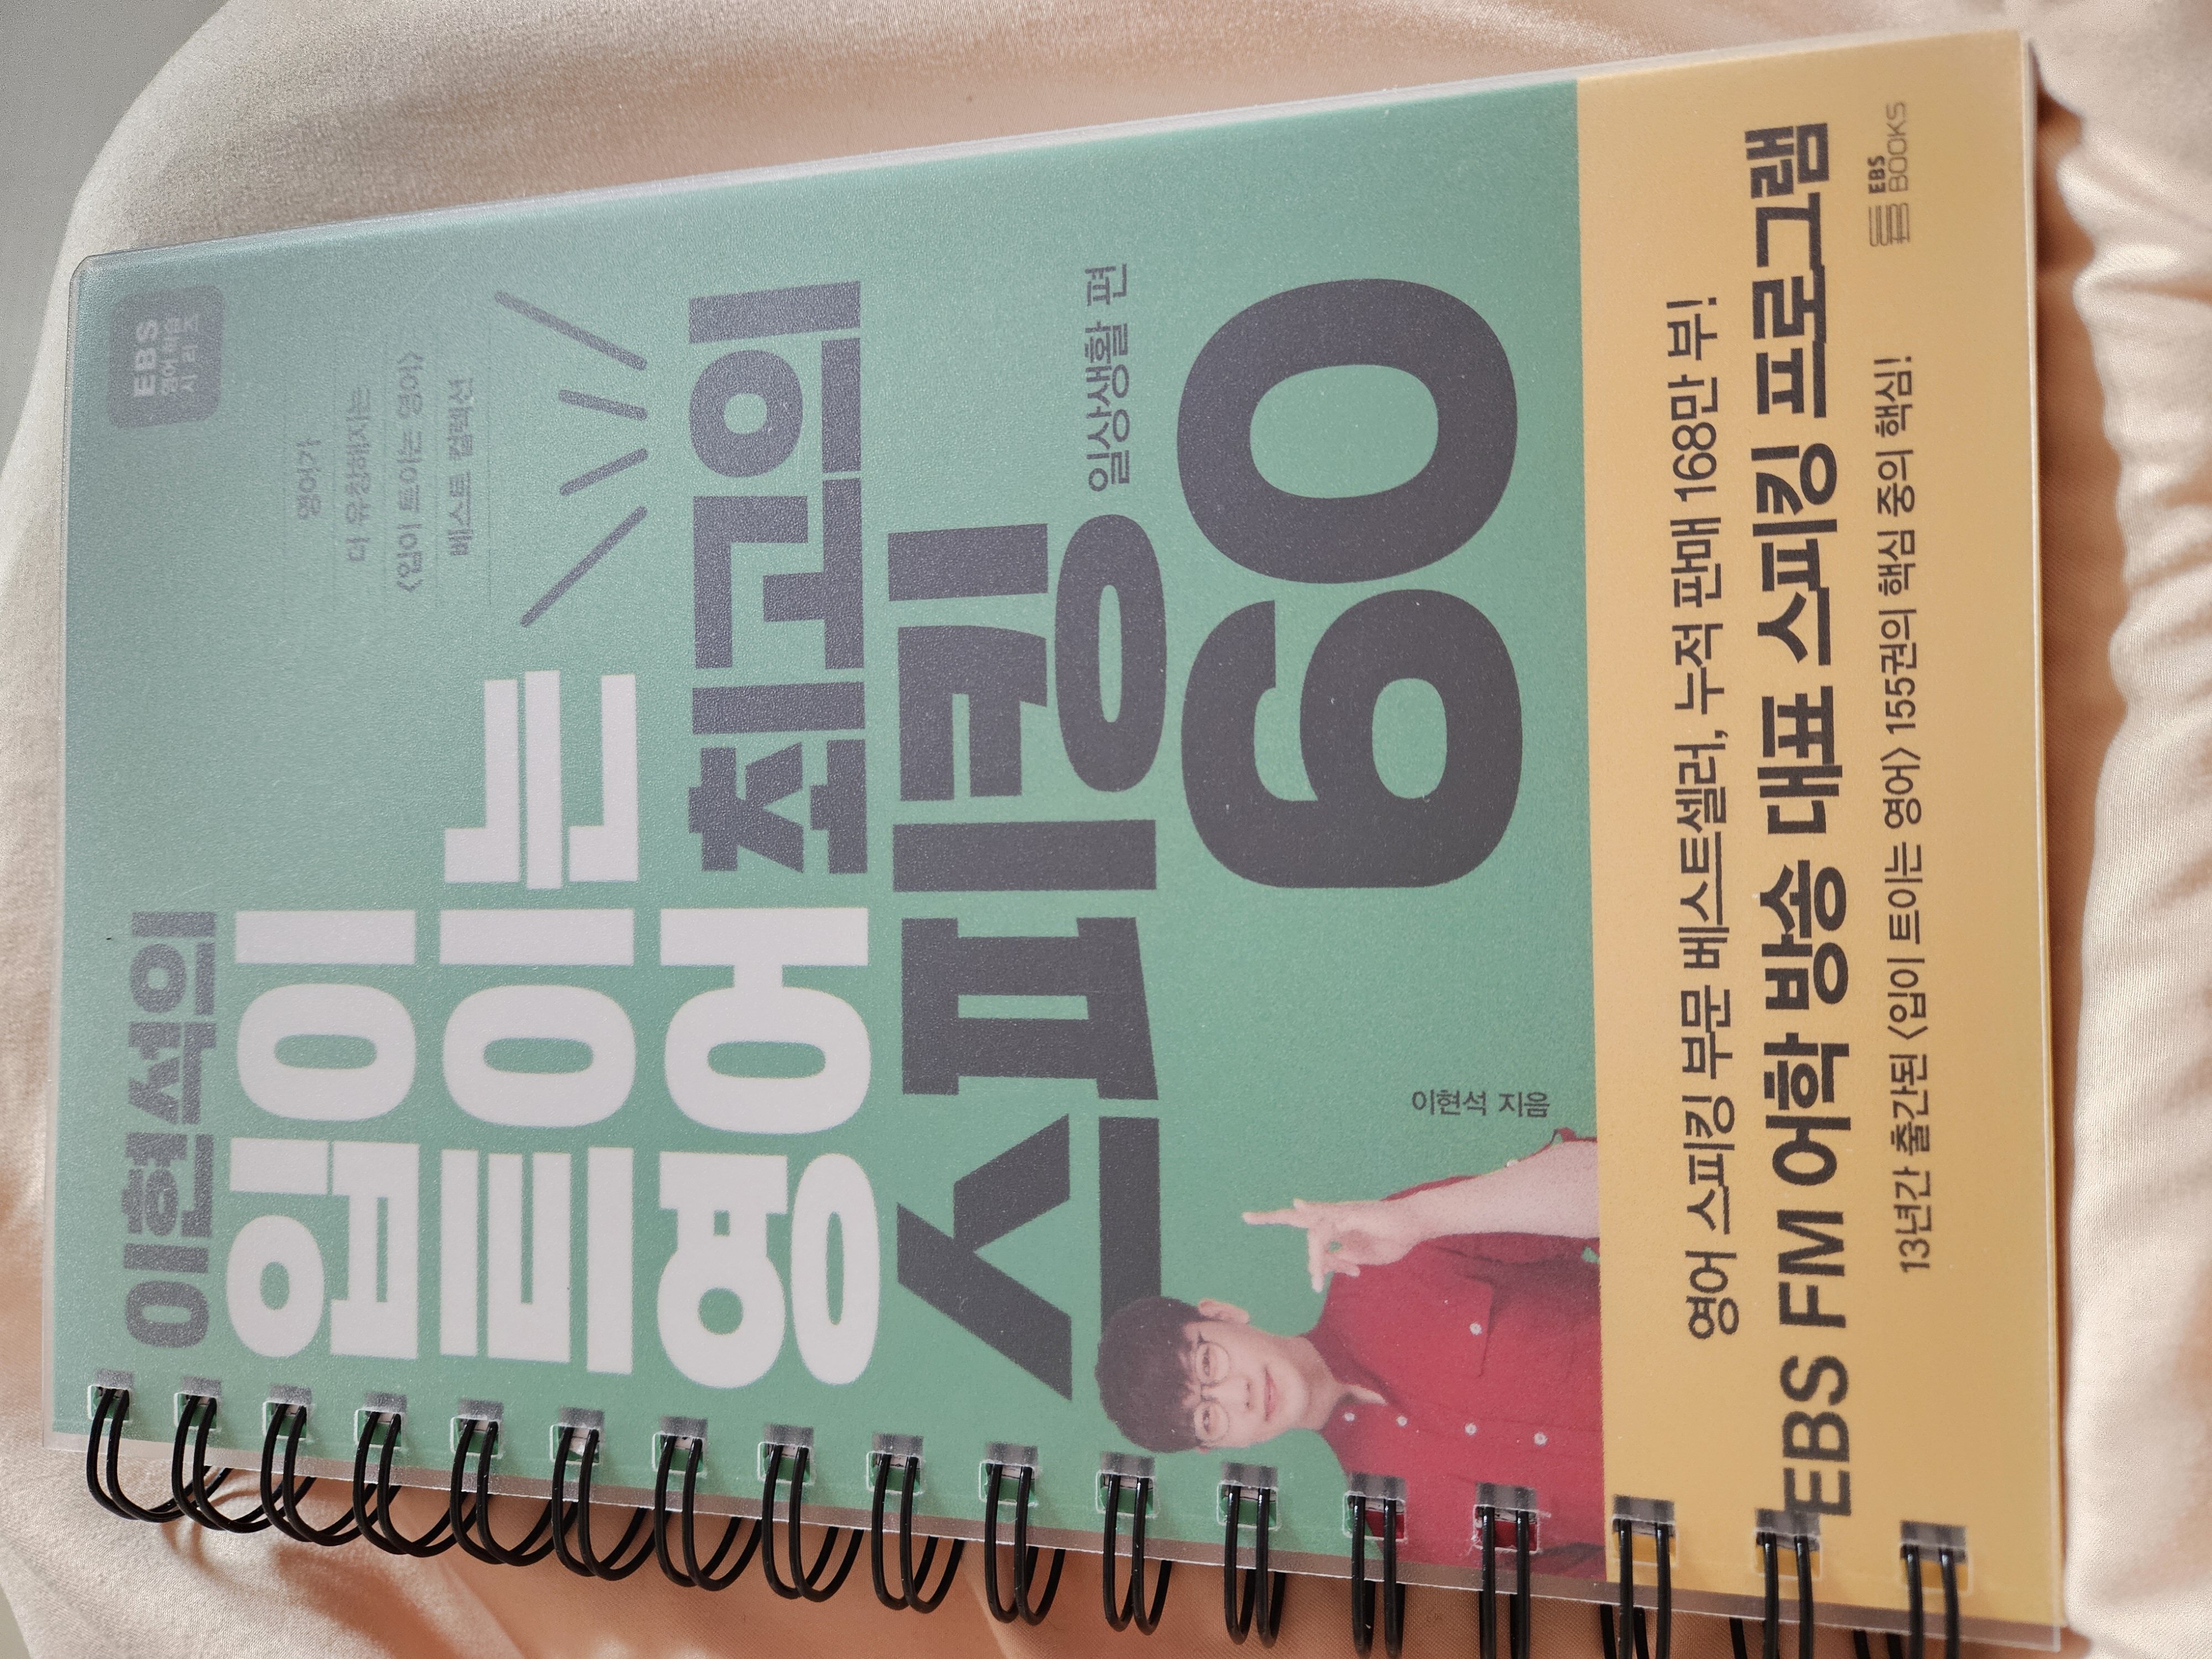 EBS
영어학습
시리즈
이현석의
입이
트이는
영어
영어가
더 유창해지는
〈입이 트이는 영어〉
베스트 컬렉션
최고의
스피킹
일상생활 편
60
이현석 지음
영어 스피킹 부문 베스트셀러, 누적 판매 168만 부!
EBS FM 어학 방송 대표 스피킹 프로그램
13년간 출간된 〈입이 트이는 영어〉 155권의 핵심 중의 핵심!
EBS
BOOKS